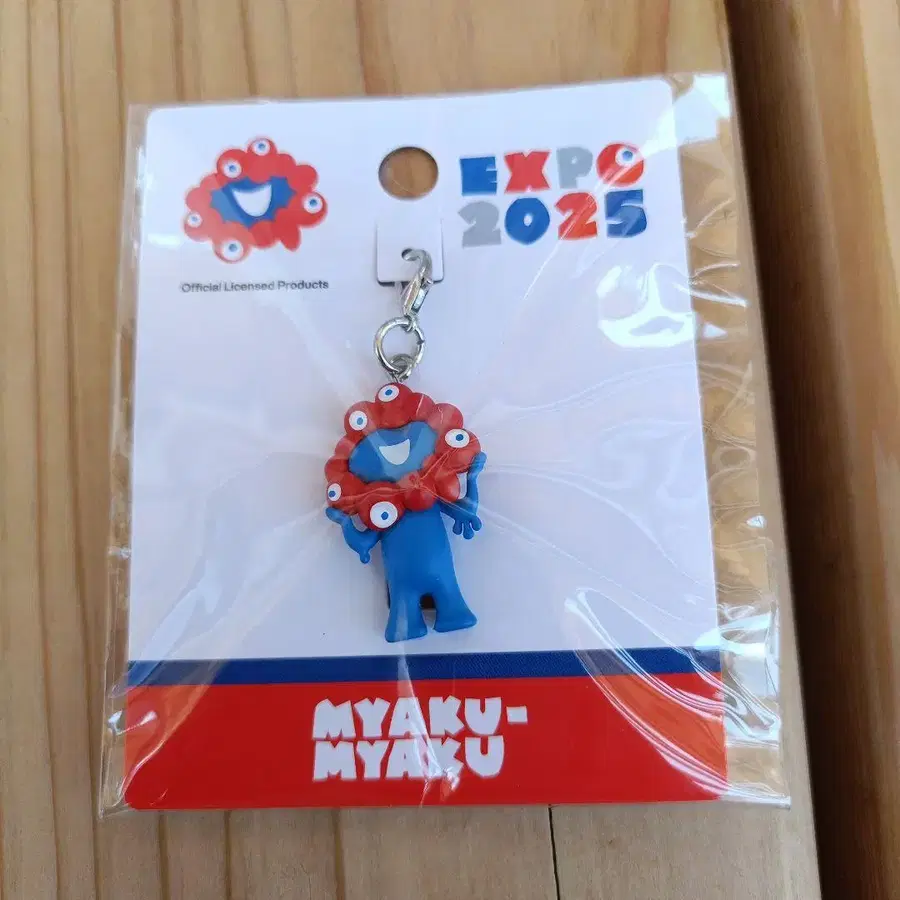 EXPO
2025
Official Licensed Products
MYAKU-
MYAKU